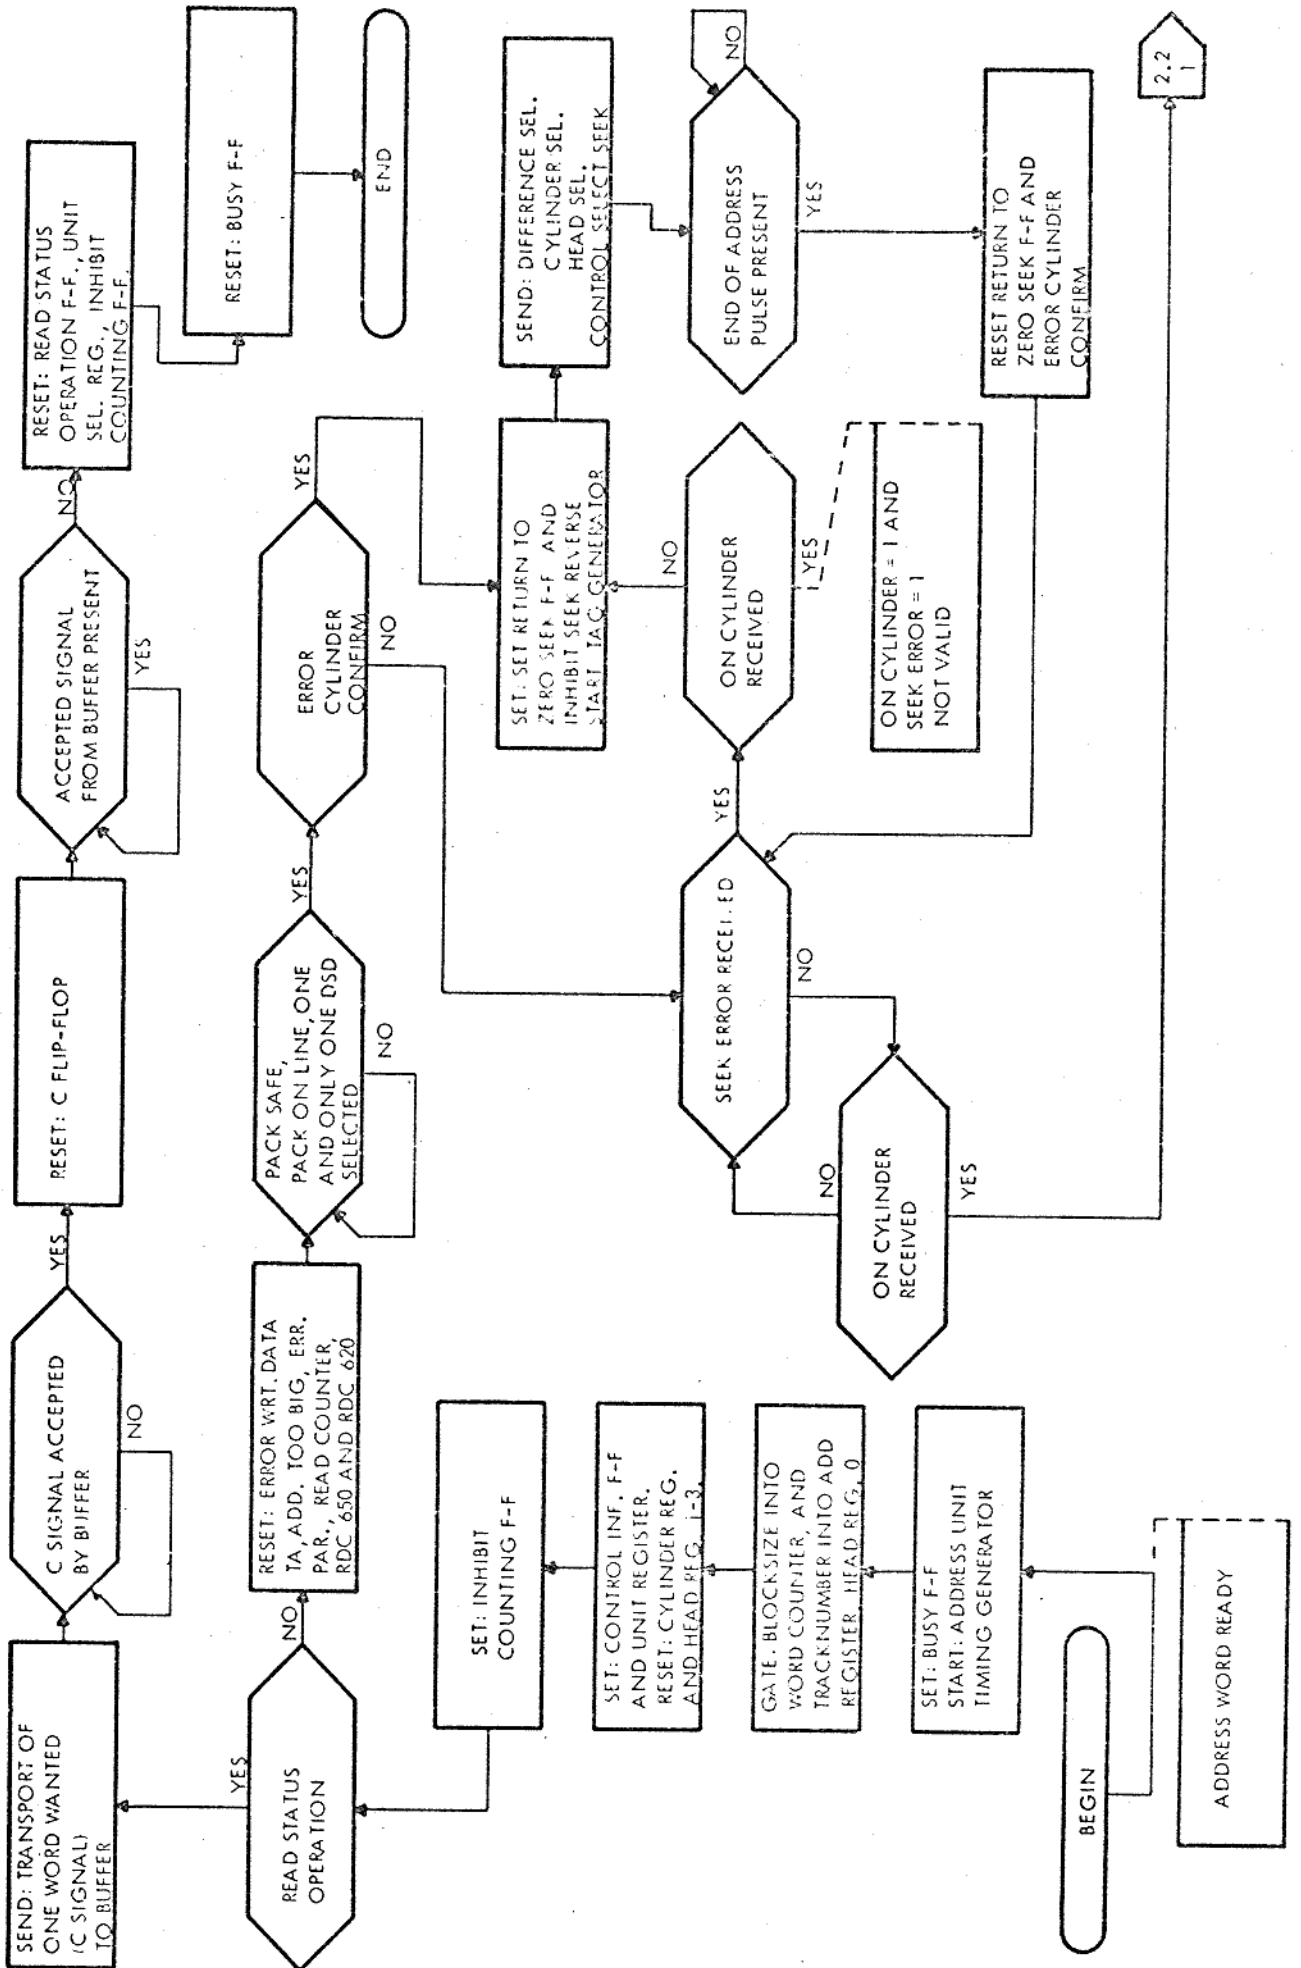 BEGIN
ADDRESS WORD READY
SET: BUSY F-F
START: ADDRESS UNIT
TIMING GENERATOR
GATE: BLOCKSIZE INTO
WORD COUNTER, AND
TRACKNUMBER INTO ADD
REGISTER, HEAD REG. 0
SET: CONTROL INF. F-F
AND UNIT REGISTER.
RESET: CYLINDER REG.
AND HEAD REG. 1-3.
SET: INHIBIT
COUNTING F-F
READ STATUS
OPERATION
YES
NO
SEND: TRANSPORT OF
ONE WORD WANTED
(C SIGNAL)
TO BUFFER
C SIGNAL ACCEPTED
BY BUFFER
NO
YES
RESET: C FLIP-FLOP
ACCEPTED SIGNAL
FROM BUFFER PRESENT
YES
NO
RESET: READ STATUS
OPERATION F-F., UNIT
SEL. REG., INHIBIT
COUNTING F-F.
RESET: BUSY F-F
END
RESET: ERROR WRT. DATA
TA, ADD. TOO BIG, ERR.
PAR., READ COUNTER,
RDC 650 AND RDC 620
PACK SAFE,
PACK ON LINE, ONE
AND ONLY ONE DSD
SELECTED
NO
YES
ERROR
CYLINDER
CONFIRM
NO
YES
SET: SET RETURN TO
ZERO SEEK F-F AND
INHIBIT SEEK REVERSE
START TAG GENERATOR
SEND: DIFFERENCE SEL.
CYLINDER SEL.
HEAD SEL.
CONTROL SELECT SEEK
END OF ADDRESS
PULSE PRESENT
NO
YES
RESET RETURN TO
ZERO SEEK F-F AND
ERROR CYLINDER
CONFIRM
SEEK ERROR RECEIVED
YES
NO
ON CYLINDER
RECEIVED
NO
YES
ON CYLINDER = 1 AND
SEEK ERROR = 1
NOT VALID
ON CYLINDER
RECEIVED
NO
YES
2.2
1